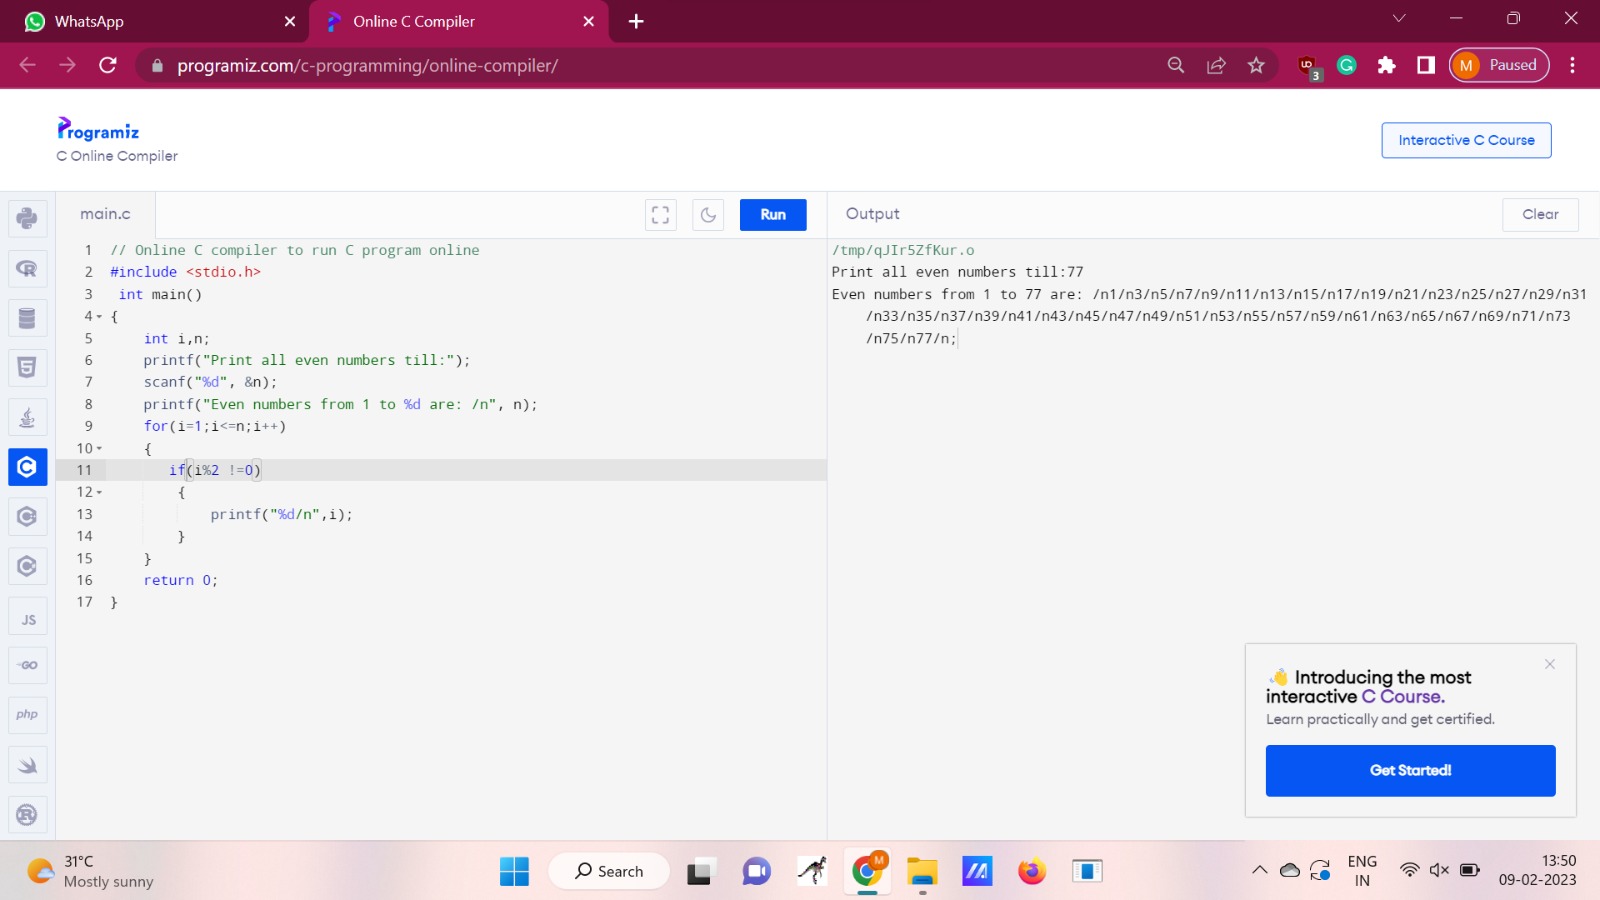 WhatsApp
Online C Compiler
programiz.com/c-programming/online-compiler/
3
M Paused
Programiz
C Online Compiler
Interactive C Course
main.c
Run
Output
Clear
1 // Online C compiler to run C program online
2 #include <stdio.h>
3 int main()
4 {
5 int i,n;
6 printf("Print all even numbers till:");
7 scanf("%d", &n);
8 printf("Even numbers from 1 to %d are: /n", n);
9 for(i=1;i<=n;i++)
10 {
11 if(i%2 !=0)
12 {
13 printf("%d/n",i);
14 }
15 }
16 return 0;
17 }
/tmp/qJIr5ZfKur.o
Print all even numbers till:77
Even numbers from 1 to 77 are: /n1/n3/n5/n7/n9/n11/n13/n15/n17/n19/n21/n23/n25/n27/n29/n31
/n33/n35/n37/n39/n41/n43/n45/n47/n49/n51/n53/n55/n57/n59/n61/n63/n65/n67/n69/n71/n73
/n75/n77/n;
JS
GO
php
Introducing the most
interactive C Course.
Learn practically and get certified.
Get Started!
31°C
Mostly sunny
Search
M
ENG
IN
13:50
09-02-2023